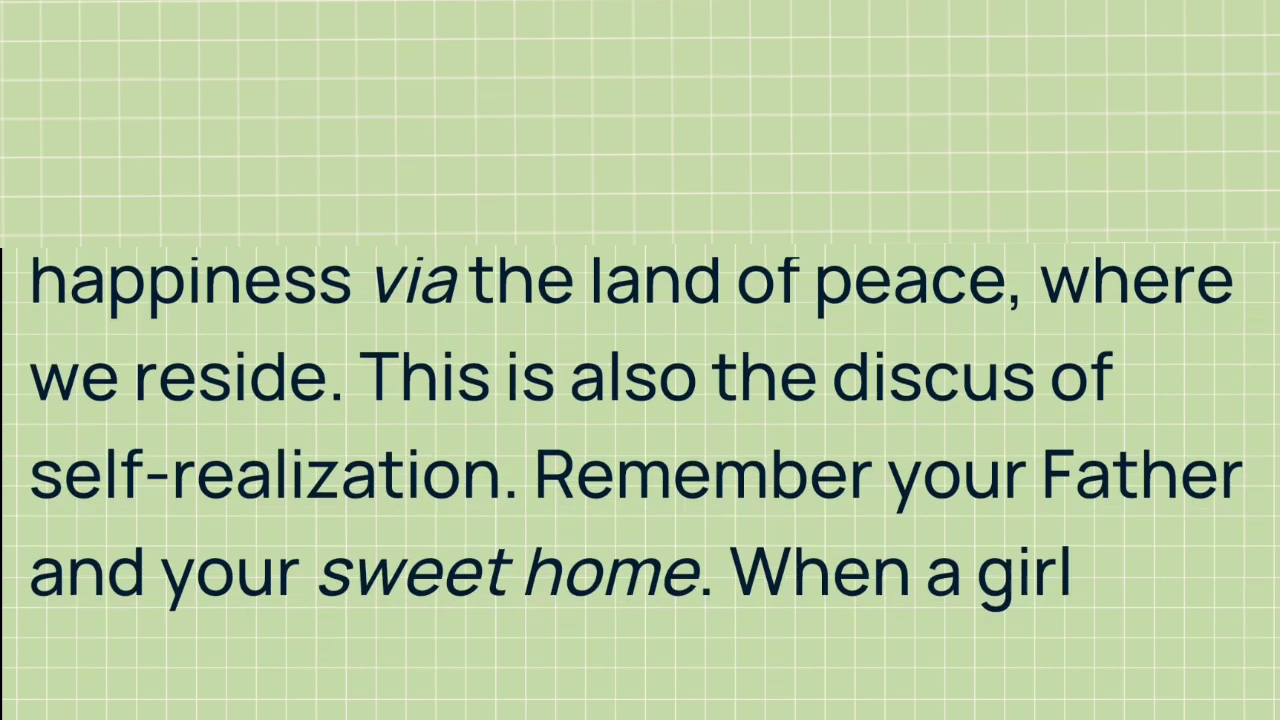 happiness via the land of peace, where
we reside. This is also the discus of
self-realization. Remember your Father
and your sweet home. When a girl